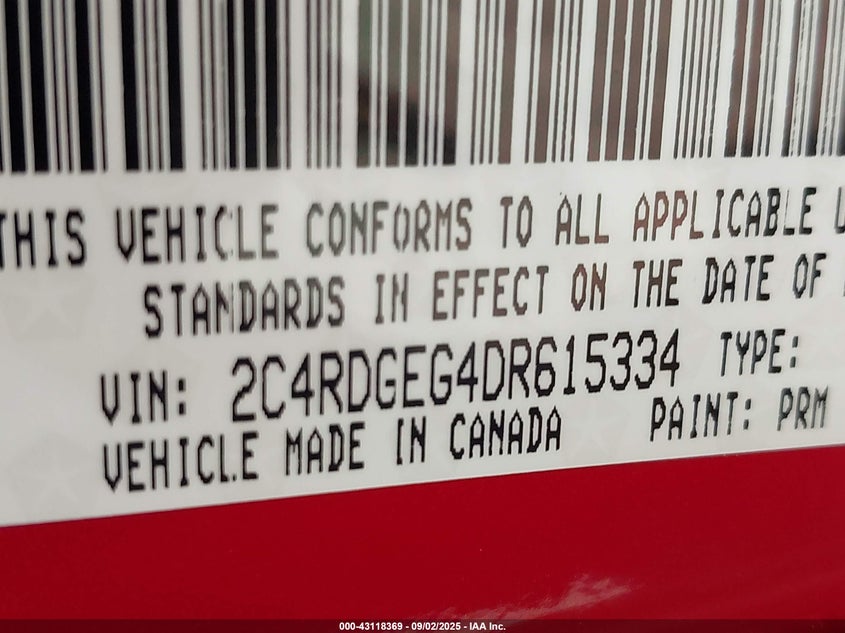 THIS VEHICLE CONFORMS TO ALL APPLICABLE
STANDARDS IN EFFECT ON THE DATE OF
VIN: 2C4RDGEG4DR615334 TYPE:
VEHICLE MADE IN CANADA PAINT: PRM
000-43118369 - 09/02/2025 - IAA Inc.